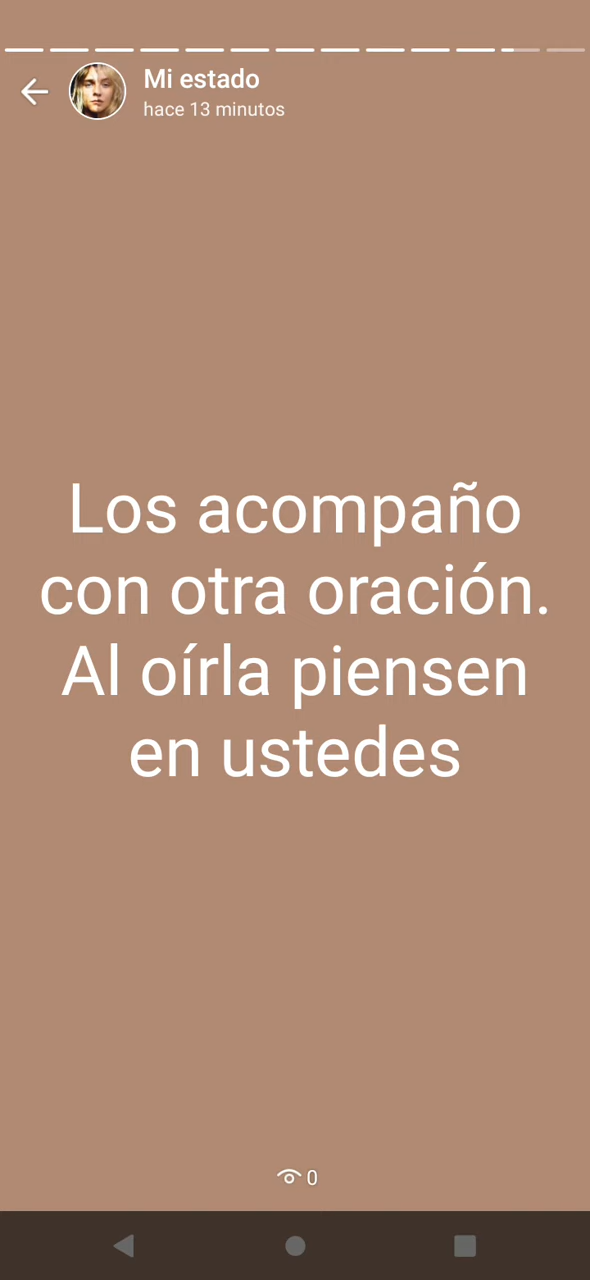 Mi estado
hace 13 minutos
Los acompaño
con otra oración.
Al oírla piensen
en ustedes
0